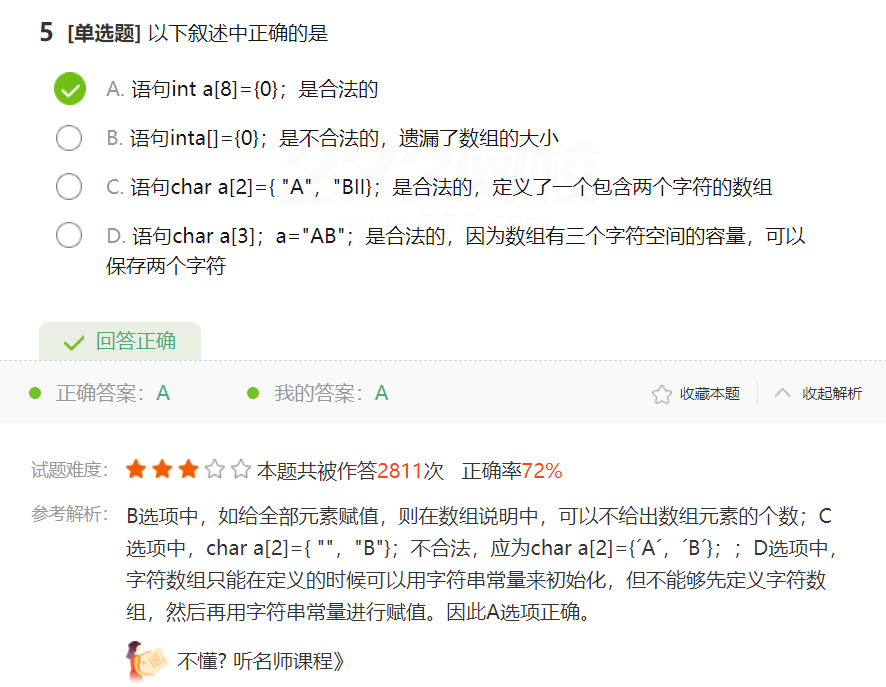 5 [单选题] 以下叙述中正确的是
A. 语句int a[8]={0}；是合法的
B. 语句inta[]={0}；是不合法的，遗漏了数组的大小
C. 语句char a[2]={ "A"，"BII}；是合法的，定义了一个包含两个字符的数组
D. 语句char a[3]；a="AB"；是合法的，因为数组有三个字符空间的容量，可以
保存两个字符
回答正确
正确答案：A 我的答案：A 收藏本题 收起解析
试题难度： 本题共被作答2811次 正确率72%
参考解析： B选项中，如给全部元素赋值，则在数组说明中，可以不给出数组元素的个数；C
选项中，char a[2]={ ""，"B"}；不合法，应为char a[2]={´A´，´B´}；；D选项中，
字符数组只能在定义的时候可以用字符串常量来初始化，但不能够先定义字符数
组，然后再用字符串常量进行赋值。因此A选项正确。
不懂? 听名师课程》